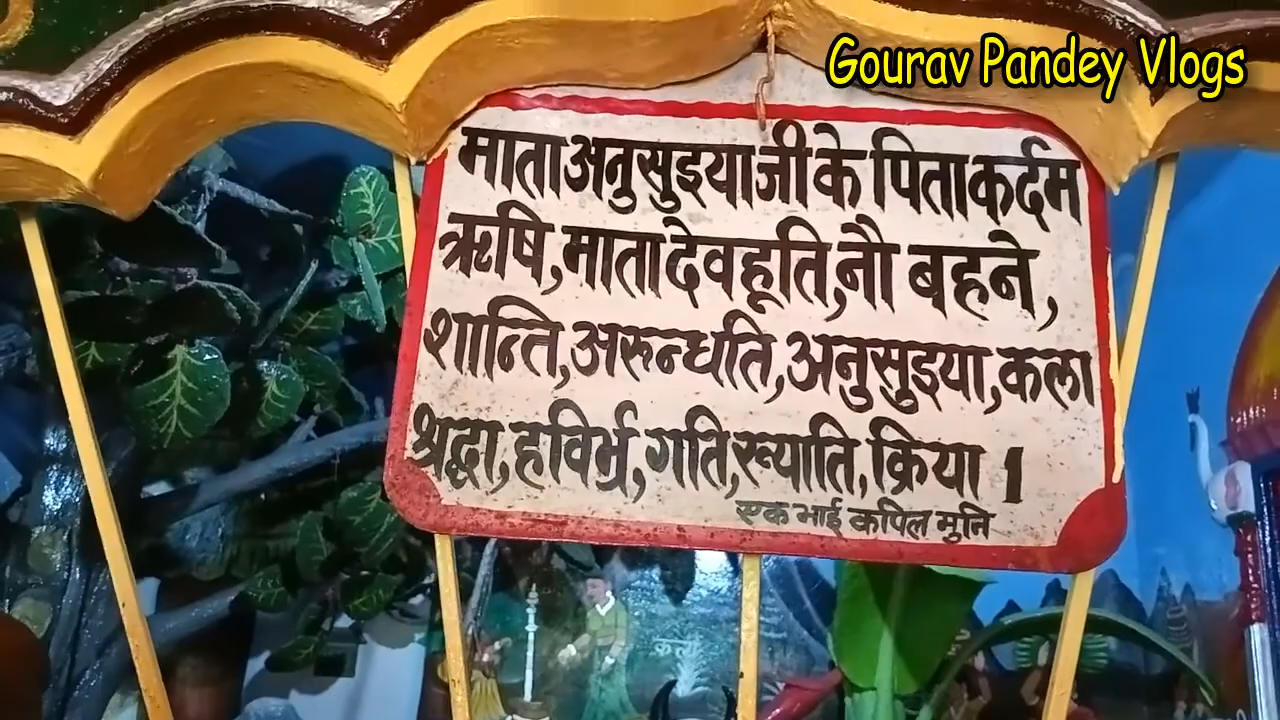 Gourav Pandey Vlogs
माता अनुसुइया जी के पिता कर्दम
ऋषि, माता देवहूति, नौ बहने,
शान्ति, अरुन्धति, अनुसुइया, कला
श्रद्धा, हविर्भू, गति, ख्याति, क्रिया ।
एक भाई कपिल मुनि